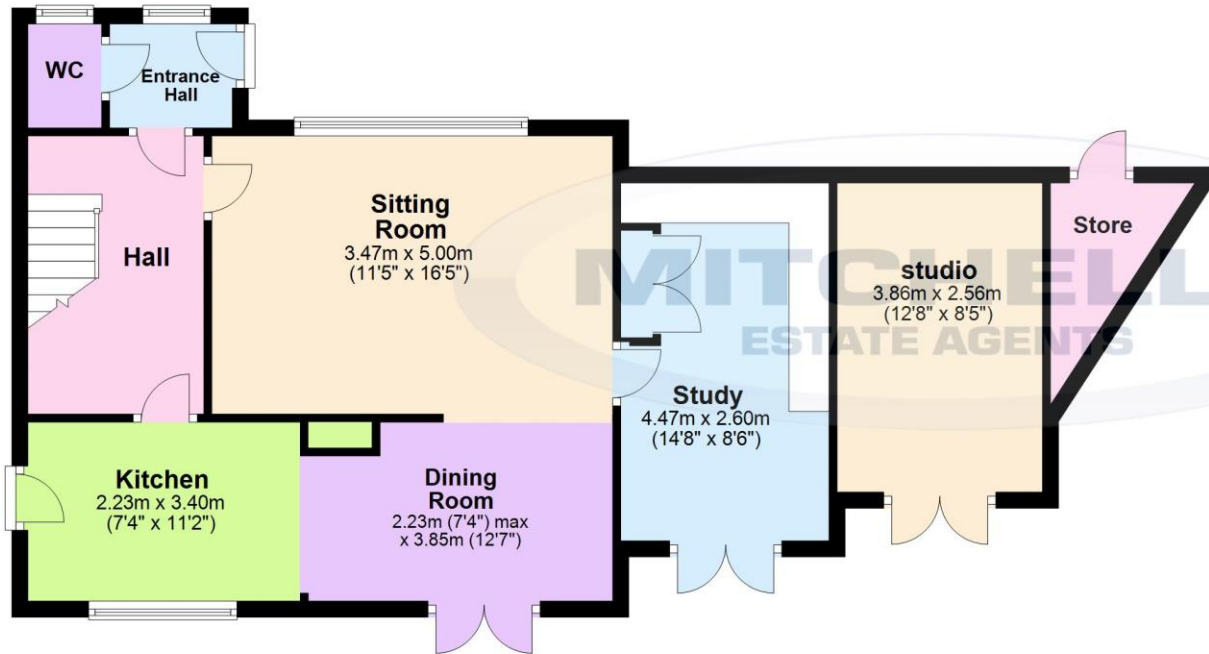 WC
Entrance
Hall
Sitting
Room
3.47m x 5.00m
(11'5" x 16'5")
Hall
Store
studio
3.86m x 2.56m
(12'8" x 8'5")
MITCHELL
ESTATE AGENTS
Study
4.47m x 2.60m
(14'8" x 8'6")
Kitchen
2.23m x 3.40m
(7'4" x 11'2")
Dining
Room
2.23m (7'4") max
x 3.85m (12'7")